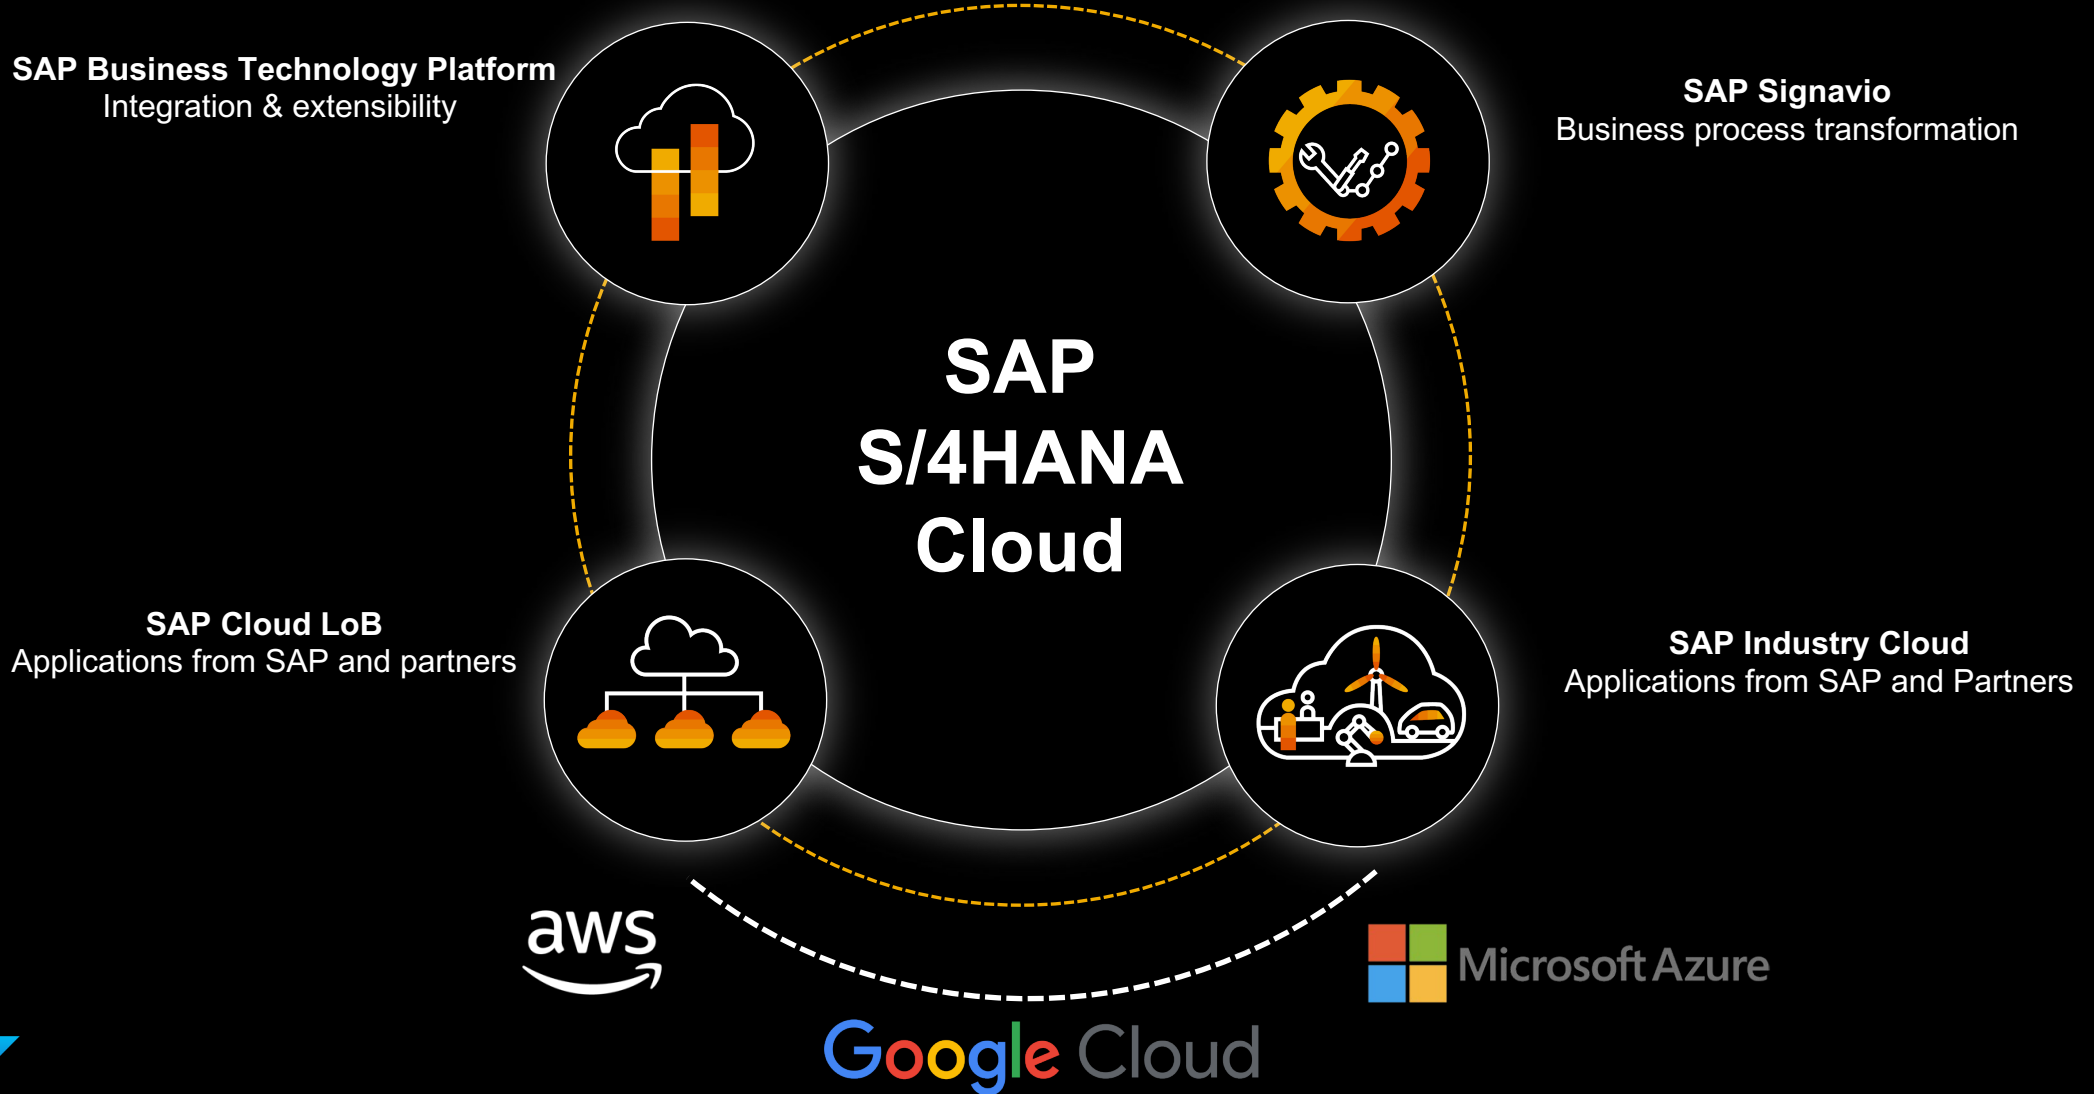 SAP Business Technology Platform
Integration & extensibility
SAP Signavio
Business process transformation
SAP
S/4HANA
Cloud
SAP Cloud LoB
Applications from SAP and partners
SAP Industry Cloud
Applications from SAP and Partners
aws
Microsoft Azure
Google Cloud